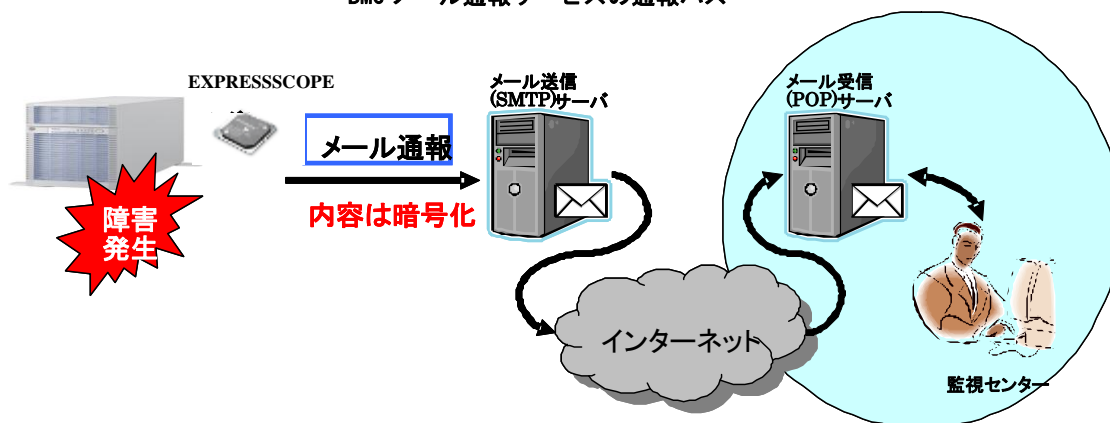 EXPRESSSCOPE
メール送信
(SMTP)サーバ
メール受信
(POP)サーバ
メール通報
内容は暗号化
障害
発生
インターネット
監視センター